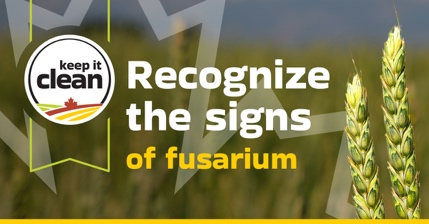 keep it
clean
Recognize
the signs
of fusarium